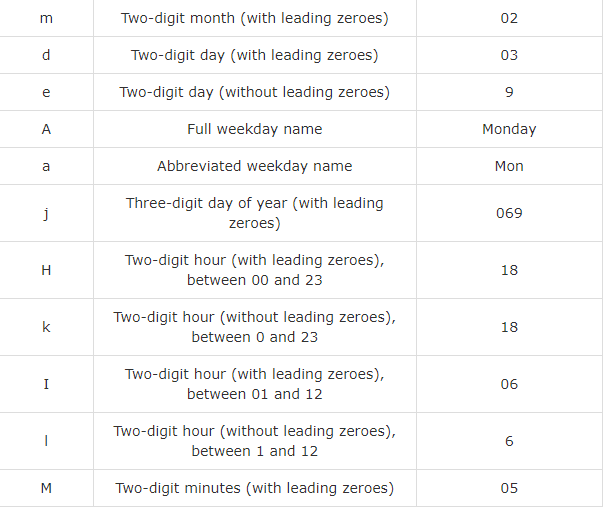 m Two-digit month (with leading zeroes) 02
d Two-digit day (with leading zeroes) 03
e Two-digit day (without leading zeroes) 9
A Full weekday name Monday
a Abbreviated weekday name Mon
j Three-digit day of year (with leading
zeroes) 069
H Two-digit hour (with leading zeroes),
between 00 and 23 18
k Two-digit hour (without leading zeroes),
between 0 and 23 18
I Two-digit hour (with leading zeroes),
between 01 and 12 06
l Two-digit hour (without leading zeroes),
between 1 and 12 6
M Two-digit minutes (with leading zeroes) 05